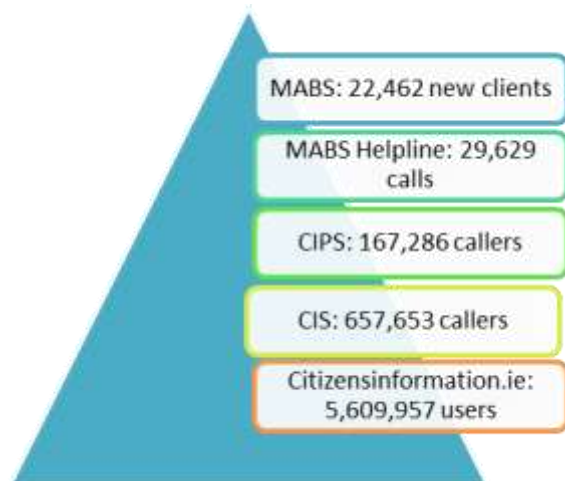 MABS: 22,462 new clients
MABS Helpline: 29,629
calls
CIPS: 167,286 callers
CIS: 657,653 callers
Citizensinformation.ie:
5,609,957 users